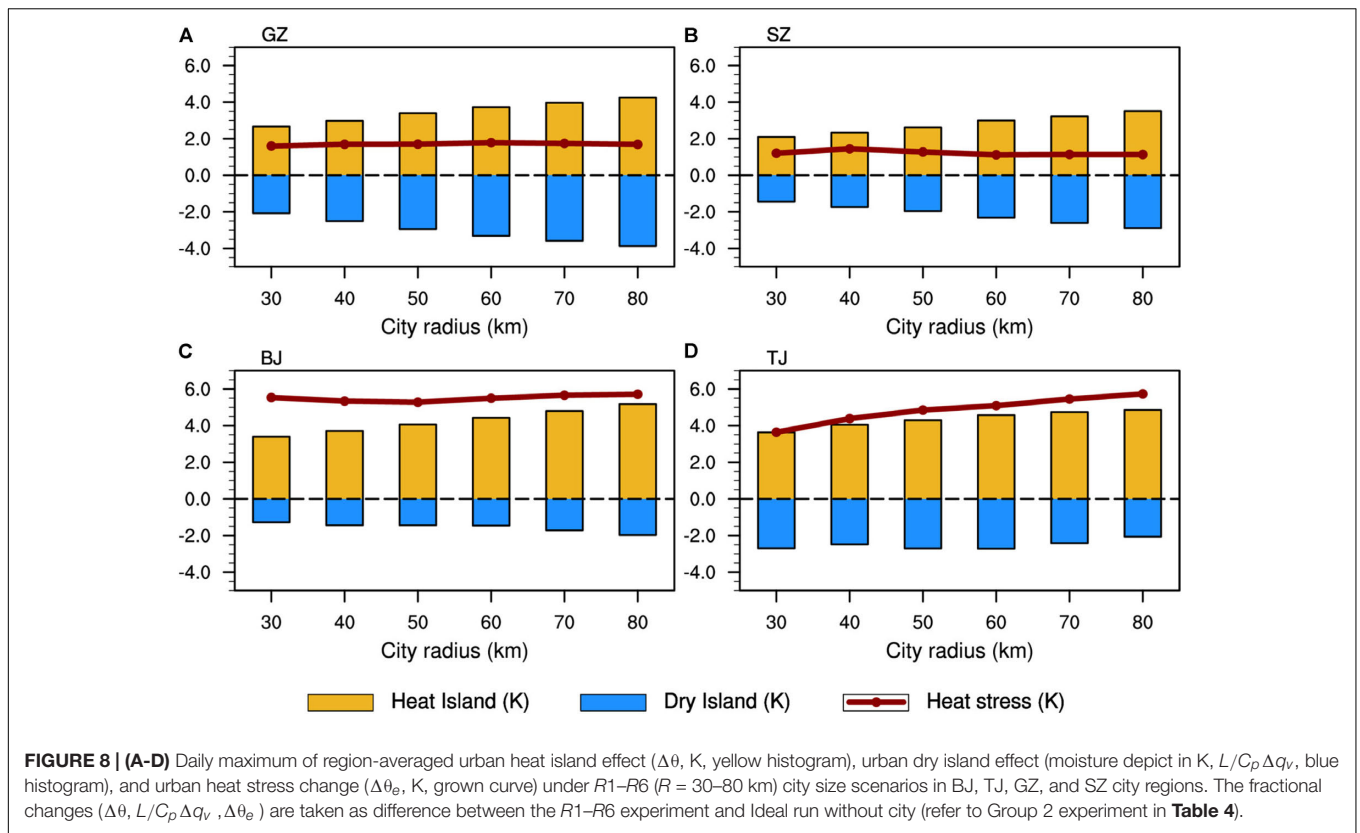 A GZ
6.0
4.0
2.0
0.0
-2.0
-4.0
30 40 50 60 70 80
City radius (km)
B SZ
6.0
4.0
2.0
0.0
-2.0
-4.0
30 40 50 60 70 80
City radius (km)
C BJ
6.0
4.0
2.0
0.0
-2.0
-4.0
30 40 50 60 70 80
City radius (km)
D TJ
6.0
4.0
2.0
0.0
-2.0
-4.0
30 40 50 60 70 80
City radius (km)
Heat Island (K) Dry Island (K) Heat stress (K)
FIGURE 8 | (A-D) Daily maximum of region-averaged urban heat island effect (Δθ, K, yellow histogram), urban dry island effect (moisture depict in K, L/CpΔqv, blue
histogram), and urban heat stress change (Δθe, K, grown curve) under R1–R6 (R = 30–80 km) city size scenarios in BJ, TJ, GZ, and SZ city regions. The fractional
changes (Δθ, L/CpΔqv ,Δθe ) are taken as difference between the R1–R6 experiment and Ideal run without city (refer to Group 2 experiment in Table 4).